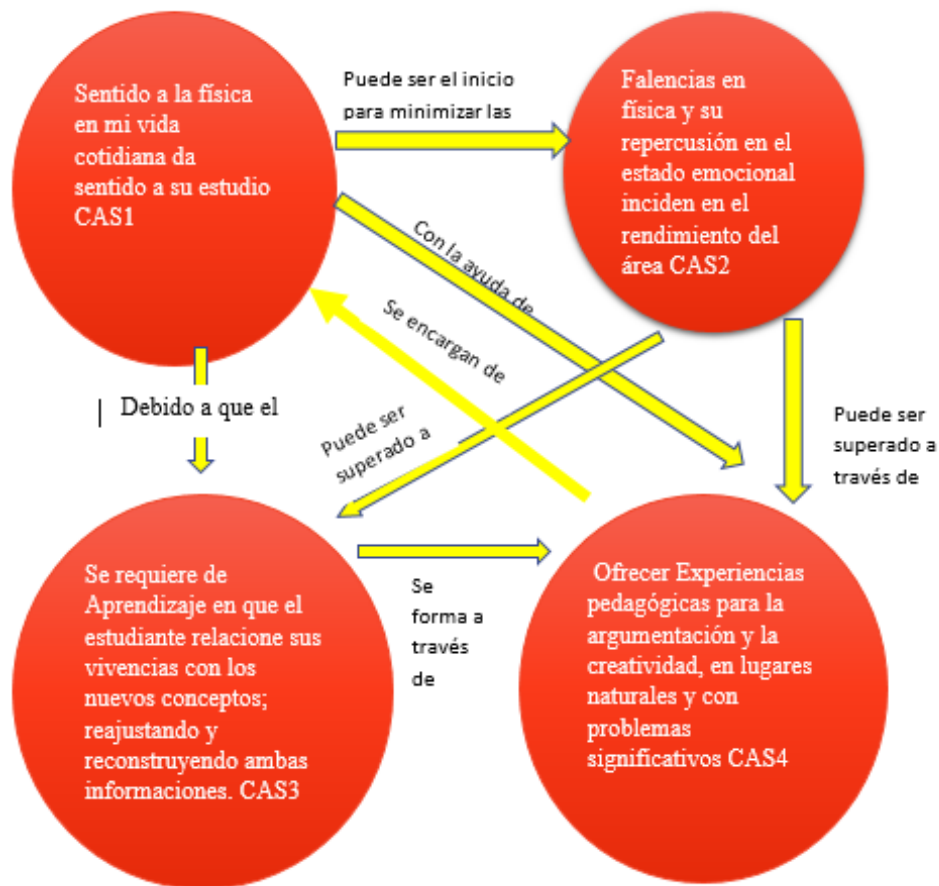 Sentido a la física
en mi vida
cotidiana da
sentido a su estudio
CAS1
Puede ser el inicio
para minimizar las
Falencias en
física y su
repercusión en el
estado emocional
inciden en el
rendimiento del
área CAS2
Con la ayuda de
Se encargan de
Debido a que el
Puede ser
superado a
Puede ser
superado a
través de
Se requiere de
Aprendizaje en que el
estudiante relacione sus
vivencias con los
nuevos conceptos;
reajustando y
reconstruyendo ambas
informaciones. CAS3
Se
forma a
través
de
Ofrecer Experiencias
pedagógicas para la
argumentación y la
creatividad, en lugares
naturales y con
problemas
significativos CAS4